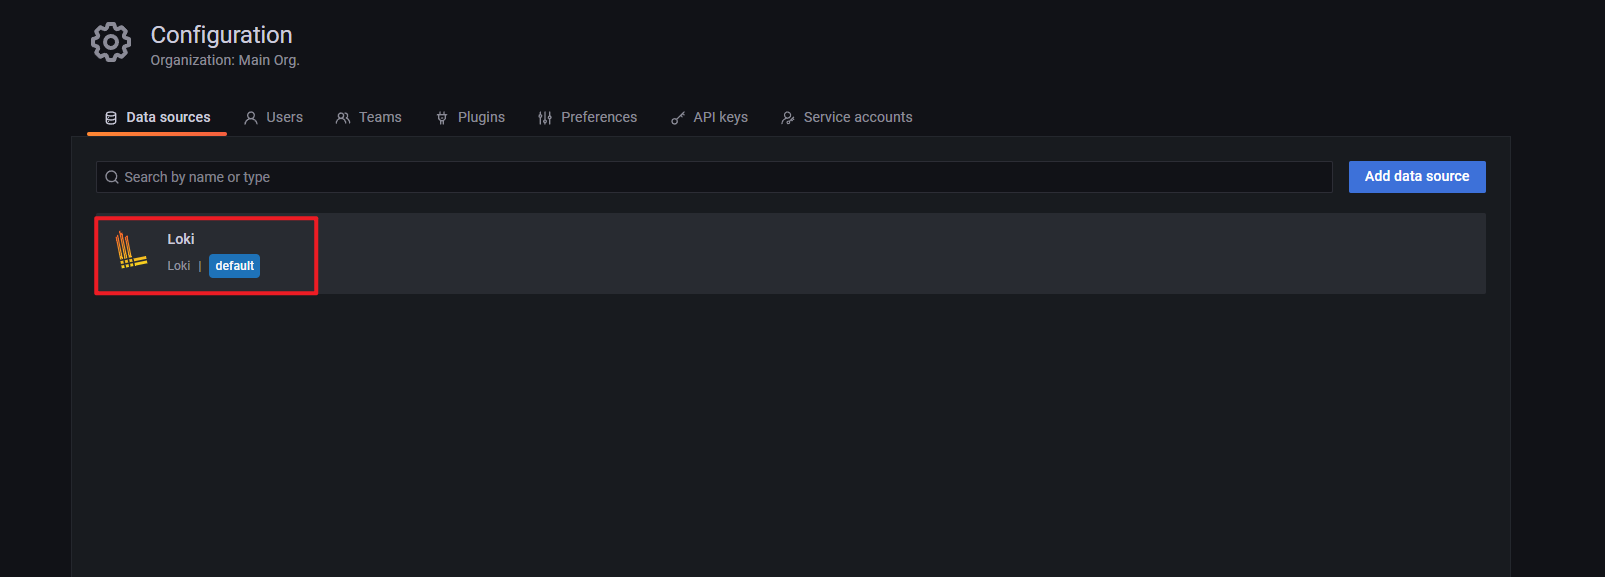 Configuration
Organization: Main Org.
Data sources Users Teams Plugins Preferences API keys Service accounts
Search by name or type Add data source
Loki
Loki | default